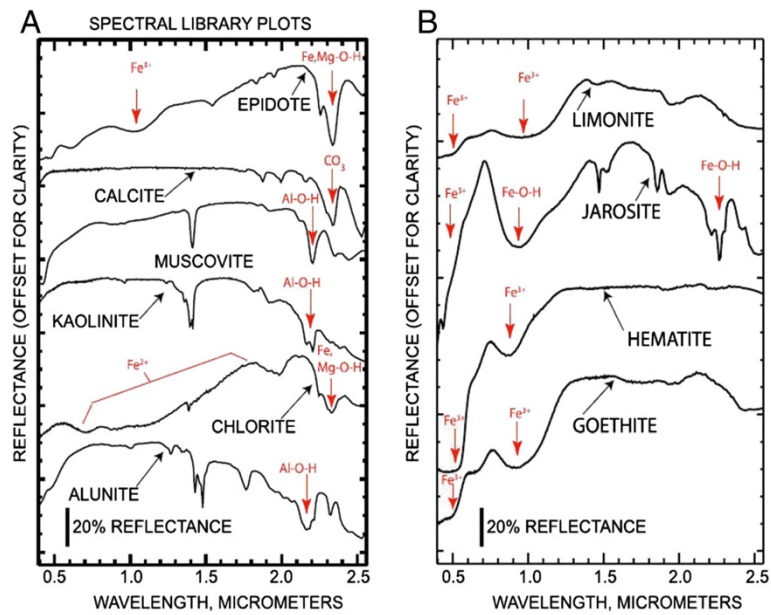 A
SPECTRAL LIBRARY PLOTS
REFLECTANCE (OFFSET FOR CLARITY)
Fe³⁺
Fe,Mg-O-H
EPIDOTE
CO₃
CALCITE
Al-O-H
MUSCOVITE
Al-O-H
KAOLINITE
Fe²⁺
Fe,
Mg-O-H
CHLORITE
Al-O-H
ALUNITE
20% REFLECTANCE
0.5 1.0 1.5 2.0 2.5
WAVELENGTH, MICROMETERS
B
REFLECTANCE (OFFSET FOR CLARITY)
Fe³⁺
Fe³⁺
LIMONITE
Fe³⁺
Fe-O-H
Fe-O-H
JAROSITE
Fe³⁺
HEMATITE
Fe³⁺
Fe³⁺
GOETHITE
Fe³⁺
20% REFLECTANCE
0.4 0.5 1.0 1.5 2.0 2.5
WAVELENGTH, MICROMETERS